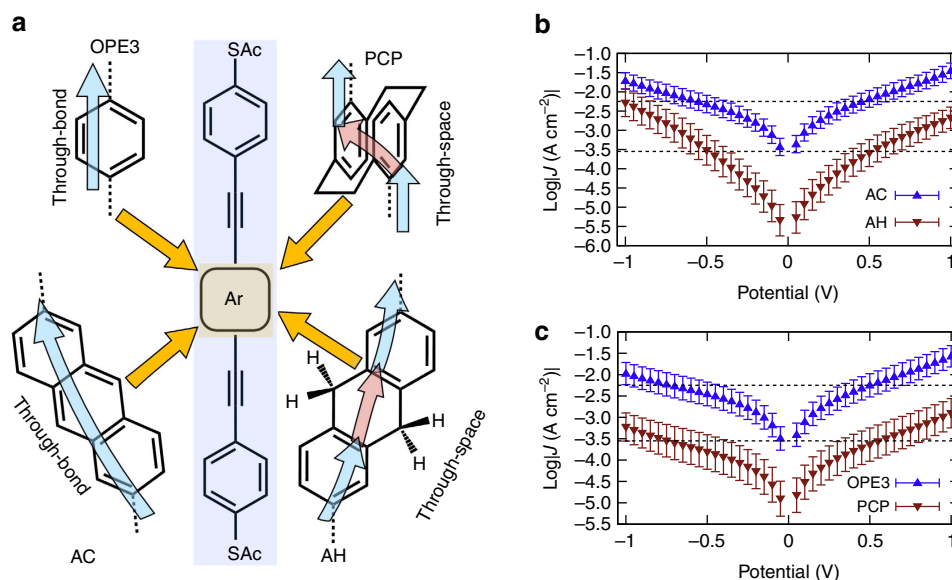 a
OPE3
Through-bond
SAc
PCP
Through-space
Ar
Through-bond
AC
H
H
H
H
Through-space
AH
SAc
b
Log|J (A cm⁻²)|
−1.0
−1.5
−2.0
−2.5
−3.0
−3.5
−4.0
−4.5
−5.0
−5.5
−6.0
AC
AH
−1
−0.5
0
0.5
1
Potential (V)
c
Log|J (A cm⁻²)|
−1.0
−1.5
−2.0
−2.5
−3.0
−3.5
−4.0
−4.5
−5.0
−5.5
OPE3
PCP
−1
−0.5
0
0.5
1
Potential (V)